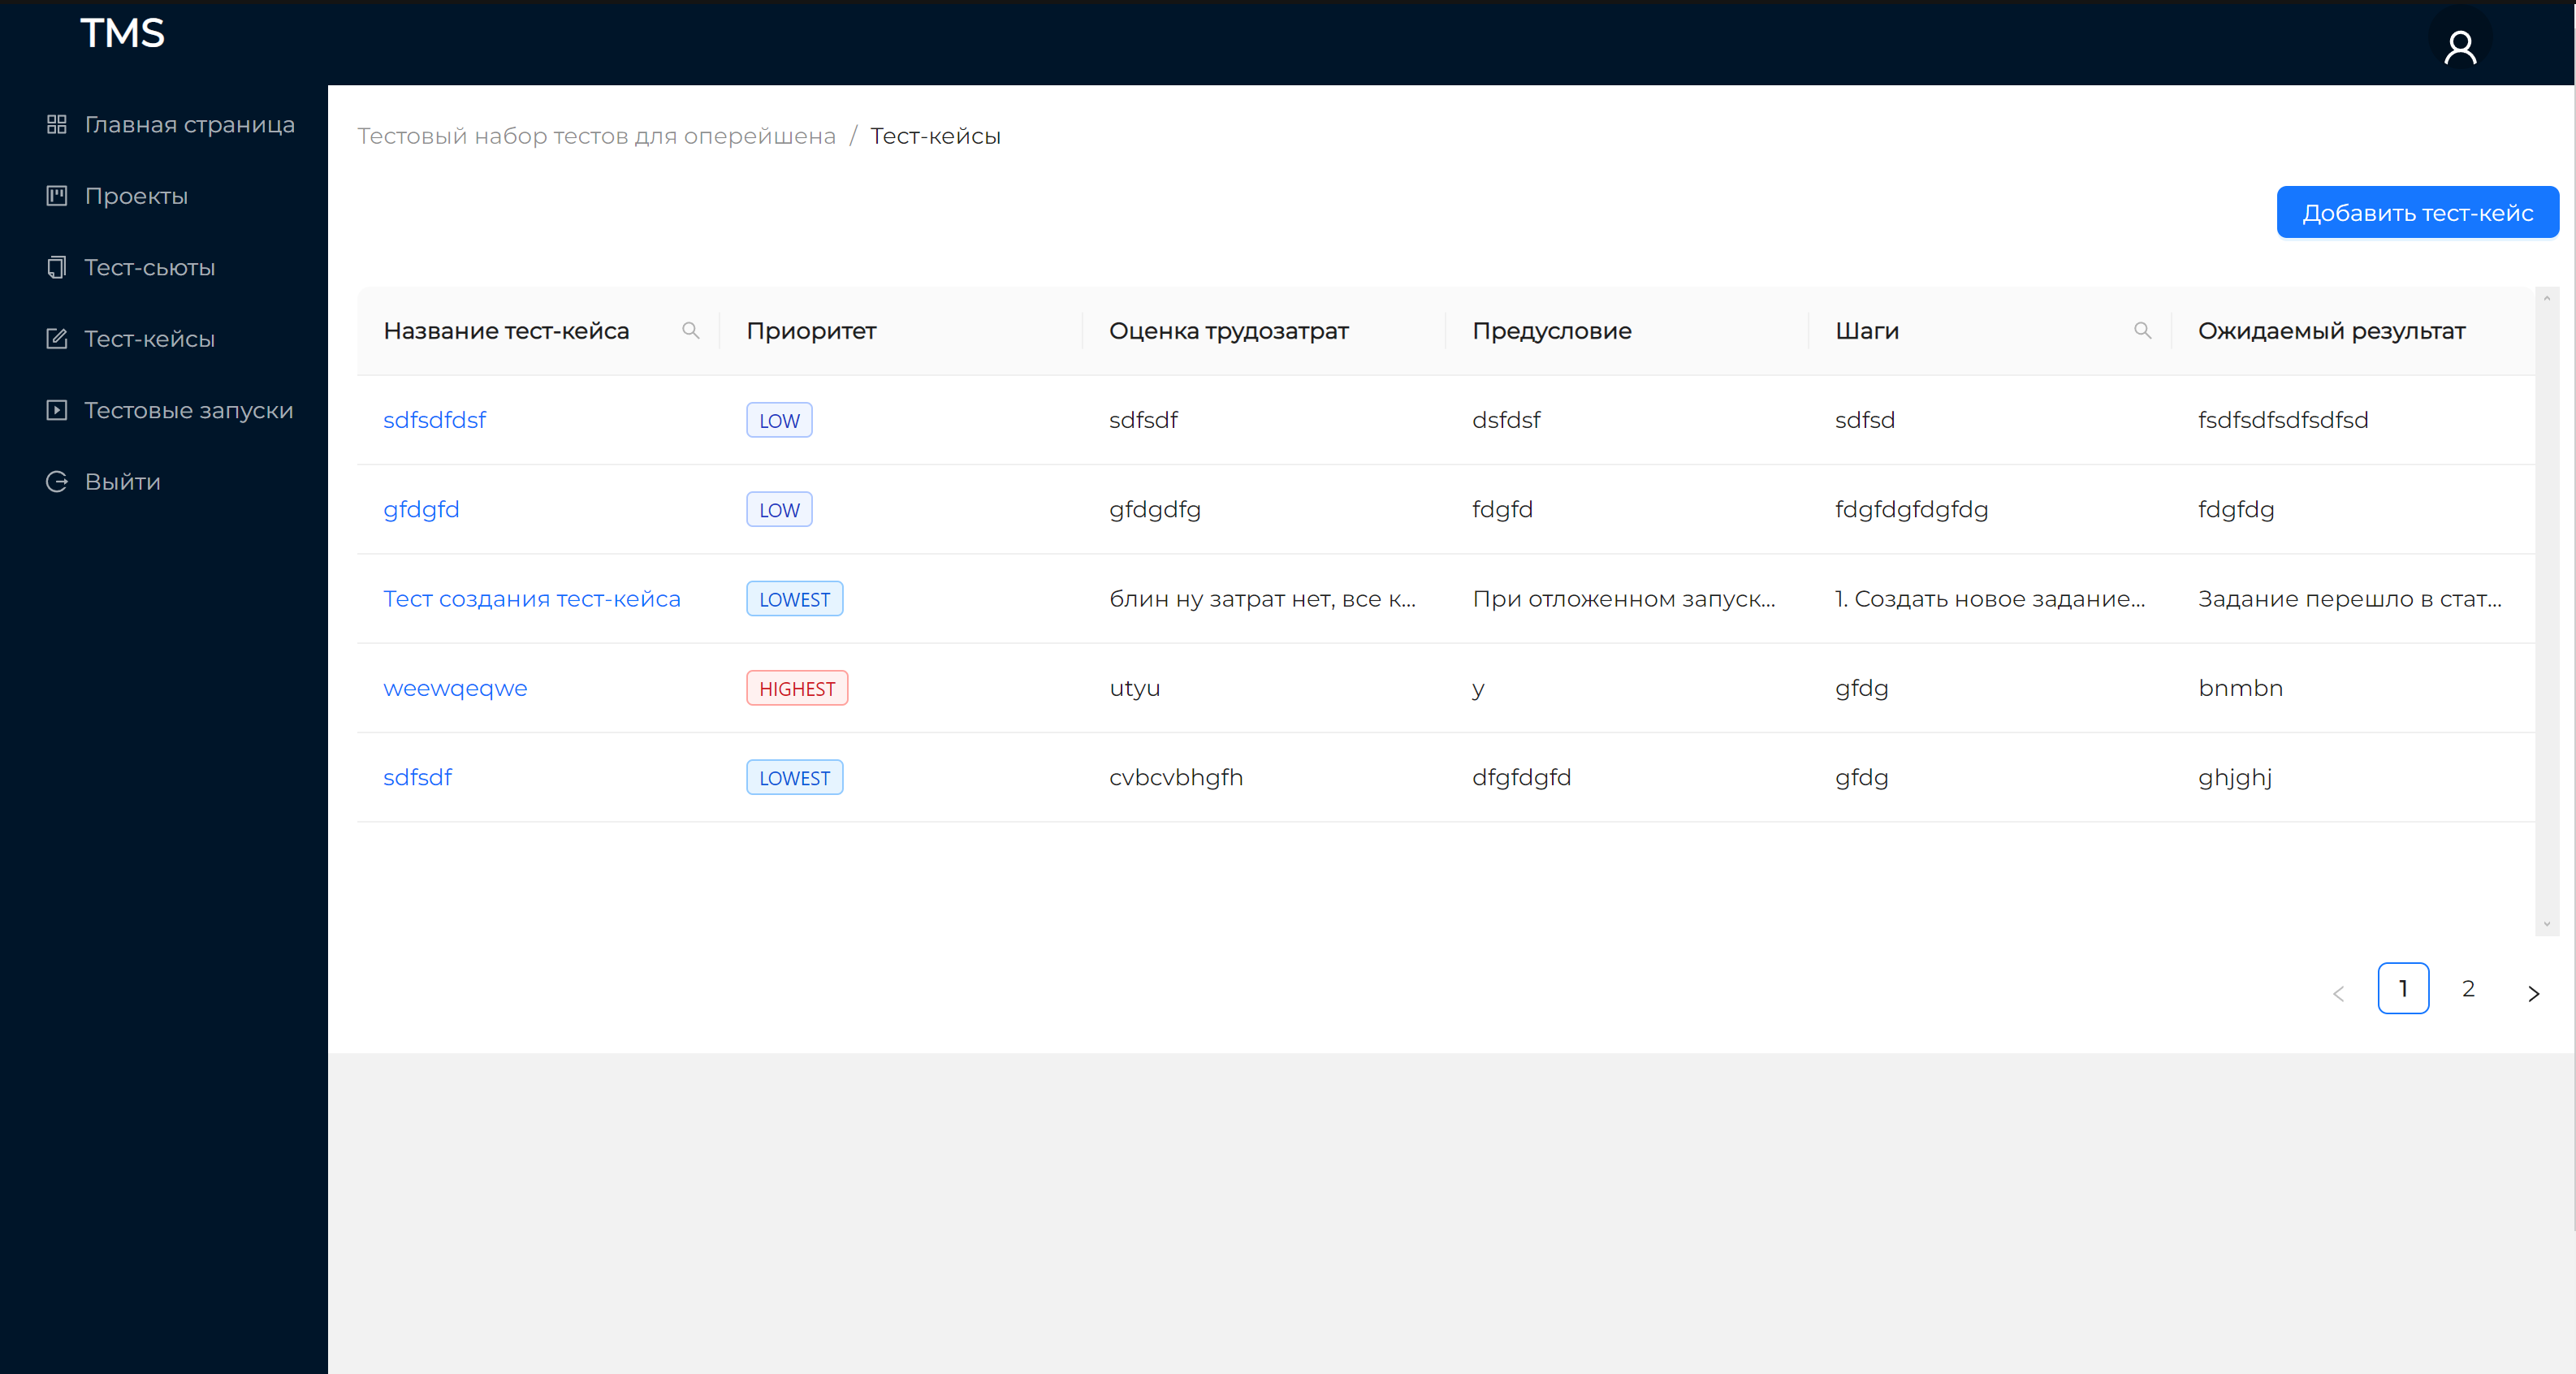 TMS
Главная страница
Проекты
Тест-сьюты
Тест-кейсы
Тестовые запуски
Выйти
Тестовый набор тестов для оперейшена / Тест-кейсы
Добавить тест-кейс
Название тест-кейса Приоритет Оценка трудозатрат Предусловие Шаги Ожидаемый результат
sdfsdfdsf LOW sdfsdf dsfdsf sdfsd fsdfsdfsdfsdfsd
gfdgfd LOW gfdgdfg fdgfd fdgfdgfdgfdg fdgfdg
Тест создания тест-кейса LOWEST блин ну затрат нет, все к... При отложенном запуск... 1. Создать новое задание... Задание перешло в стат...
weewqeqwe HIGHEST utyu y gfdg bnmbn
sdfsdf LOWEST cvbcvbhgfh dfgfdgfd gfdg ghjghj
1 2